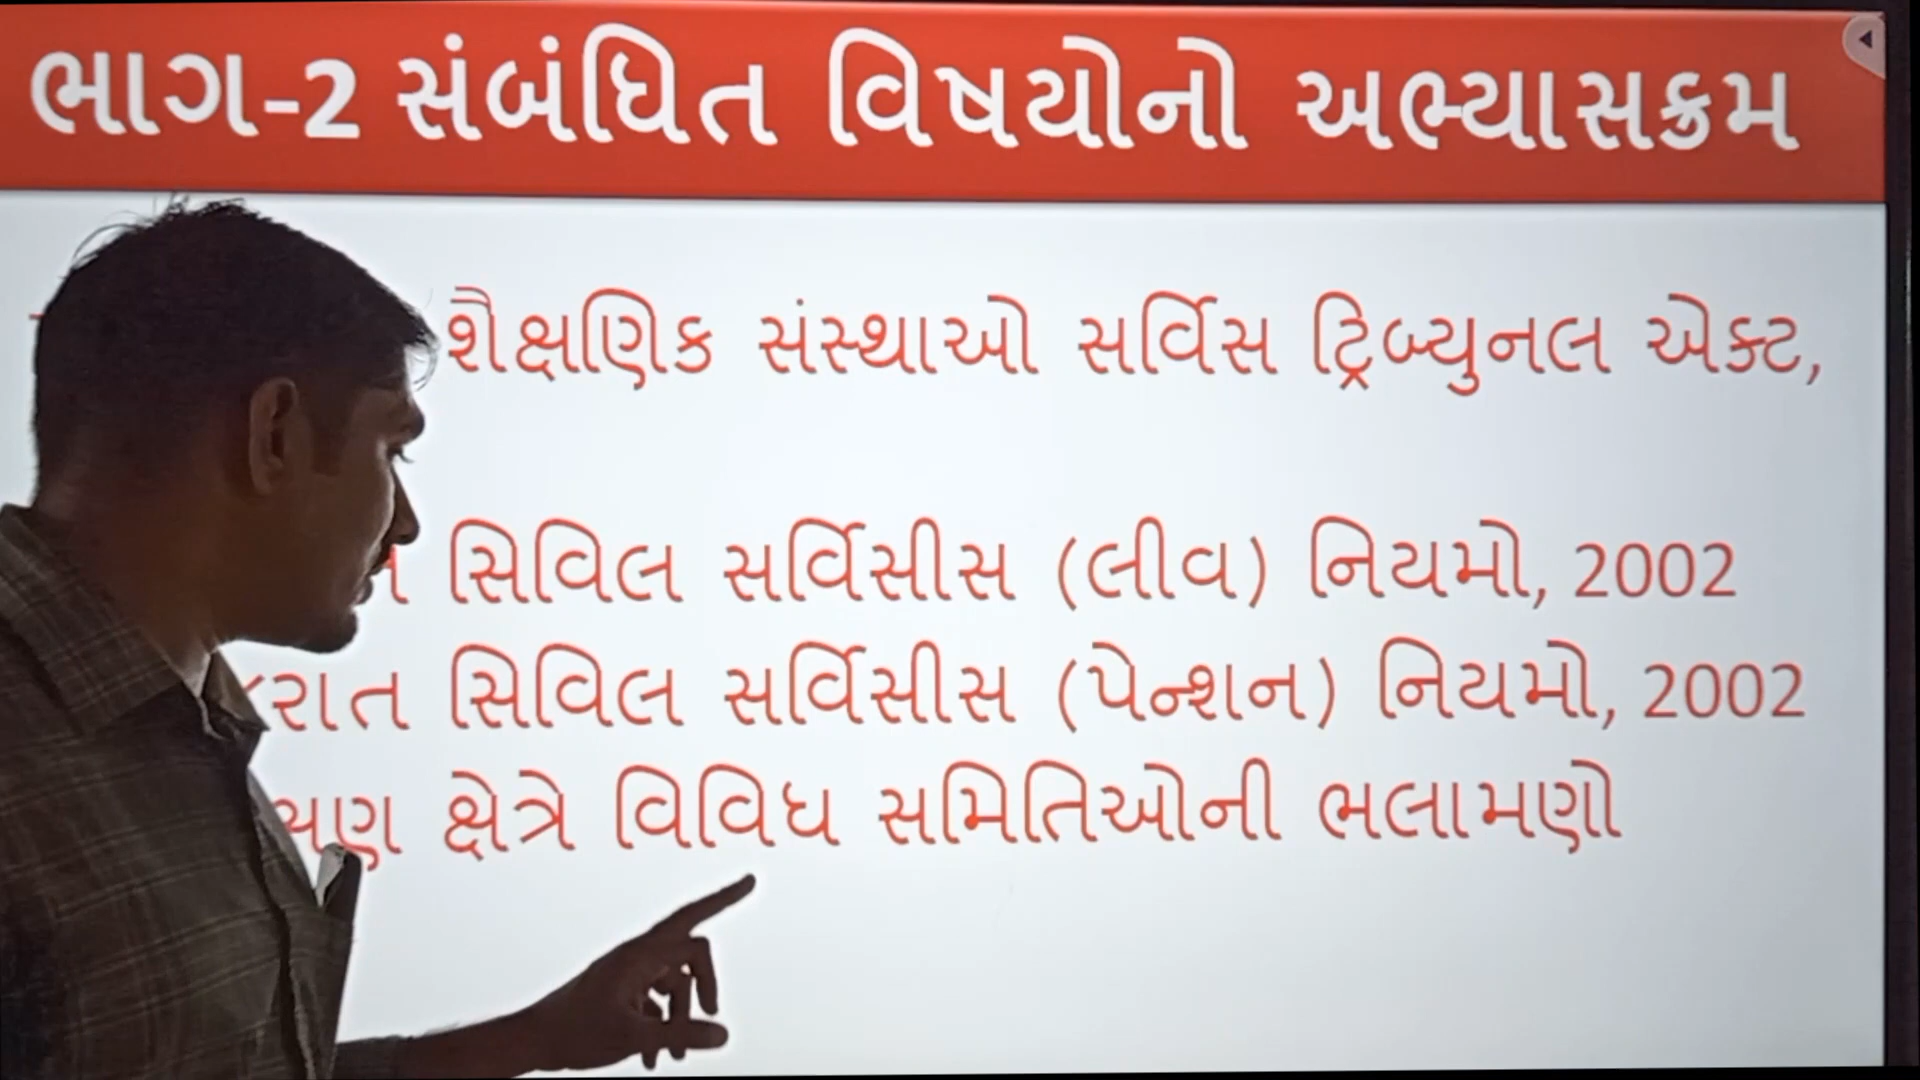 ભાગ-2 સંબંધિત વિષયોનો અભ્યાસક્રમ
શૈક્ષણિક સંસ્થાઓ સર્વિસ ટ્રિબ્યુનલ એક્ટ,
સિવિલ સર્વિસીસ (લીવ) નિયમો, 2002
સિવિલ સર્વિસીસ (પેન્શન) નિયમો, 2002
ક્ષેત્રે વિવિધ સમિતિઓની ભલામણો